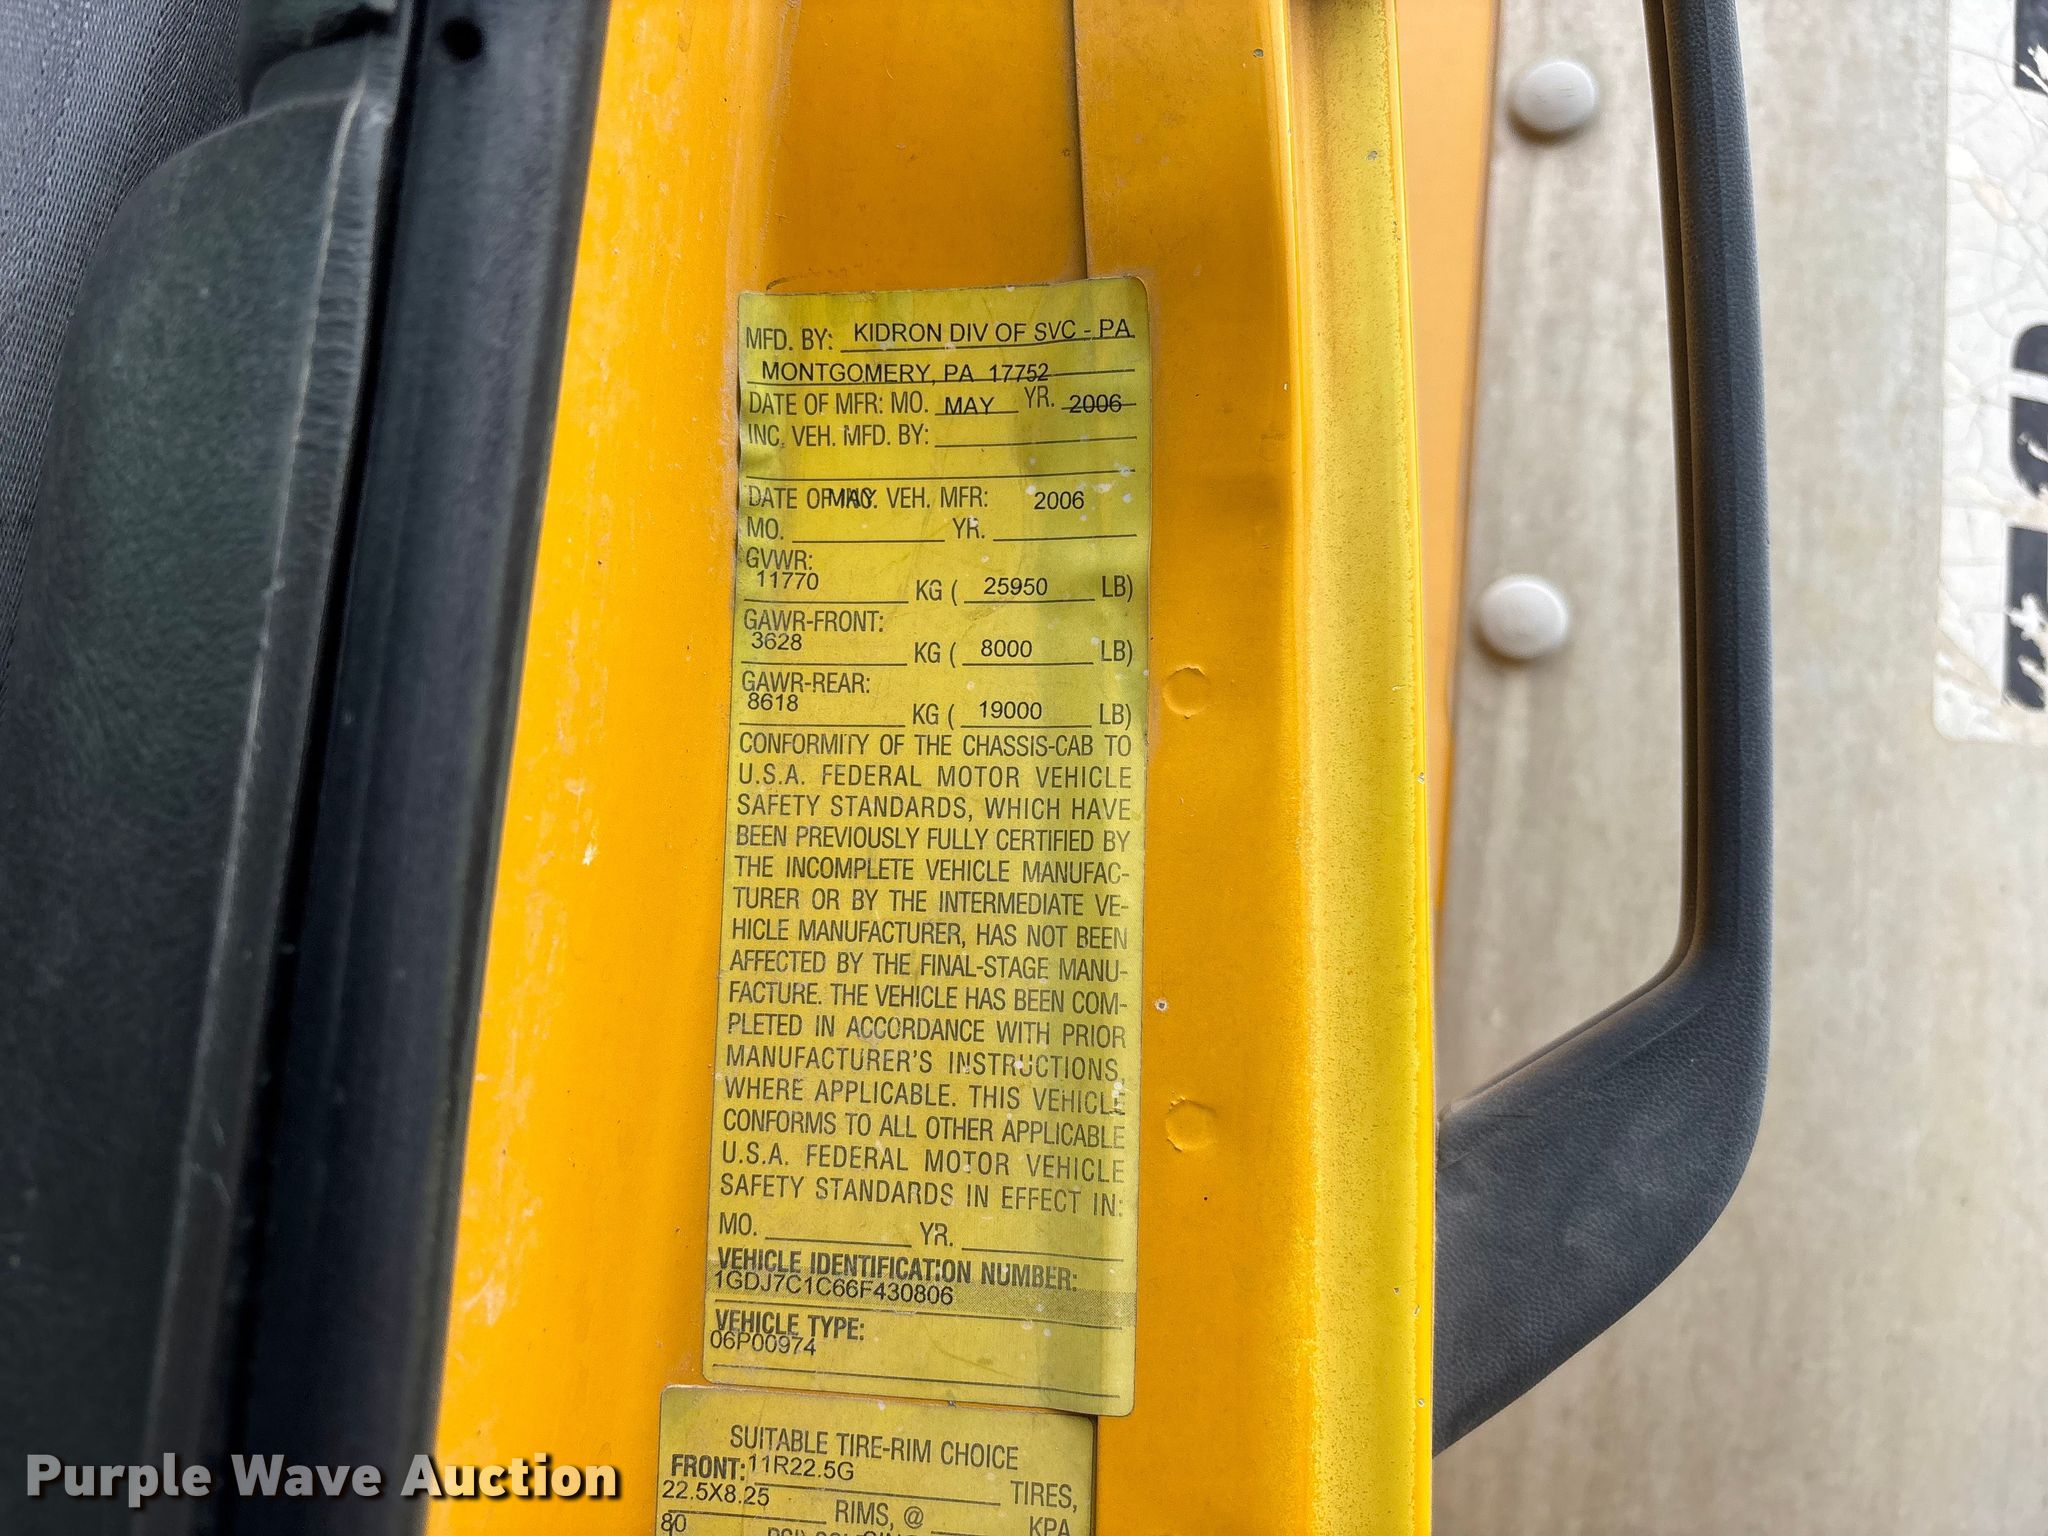 MFD. BY: KIDRON DIV OF SVC - PA
MONTGOMERY, PA 17752
DATE OF MFR: MO. MAY YR. 2006
INC. VEH. MFD. BY:
DATE OF INC. VEH. MFR: MAY 2006
MO. YR.
GVWR:
11770 KG ( 25950 LB)
GAWR-FRONT:
3628 KG ( 8000 LB)
GAWR-REAR:
8618 KG ( 19000 LB)
CONFORMITY OF THE CHASSIS-CAB TO
U.S.A. FEDERAL MOTOR VEHICLE
SAFETY STANDARDS, WHICH HAVE
BEEN PREVIOUSLY FULLY CERTIFIED BY
THE INCOMPLETE VEHICLE MANUFAC-
TURER OR BY THE INTERMEDIATE VE-
HICLE MANUFACTURER, HAS NOT BEEN
AFFECTED BY THE FINAL-STAGE MANU-
FACTURE. THE VEHICLE HAS BEEN COM-
PLETED IN ACCORDANCE WITH PRIOR
MANUFACTURER'S INSTRUCTIONS,
WHERE APPLICABLE. THIS VEHICLE
CONFORMS TO ALL OTHER APPLICABLE
U.S.A. FEDERAL MOTOR VEHICLE
SAFETY STANDARDS IN EFFECT IN:
MO. YR.
VEHICLE IDENTIFICATION NUMBER:
1GDJ7C1C66F430806
VEHICLE TYPE:
06P00974
SUITABLE TIRE-RIM CHOICE
FRONT: 11R22.5G TIRES,
22.5X8.25 RIMS, @ KPA
80
Purple Wave Auction